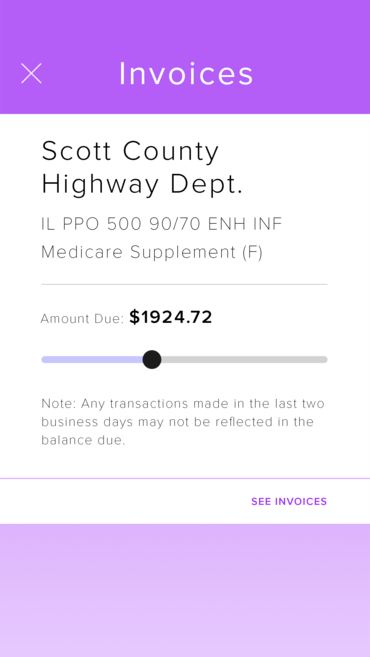 Invoices
Scott County
Highway Dept.
IL PPO 500 90/70 ENH INF
Medicare Supplement (F)
Amount Due: $1924.72
Note: Any transactions made in the last two
business days may not be reflected in the
balance due.
SEE INVOICES